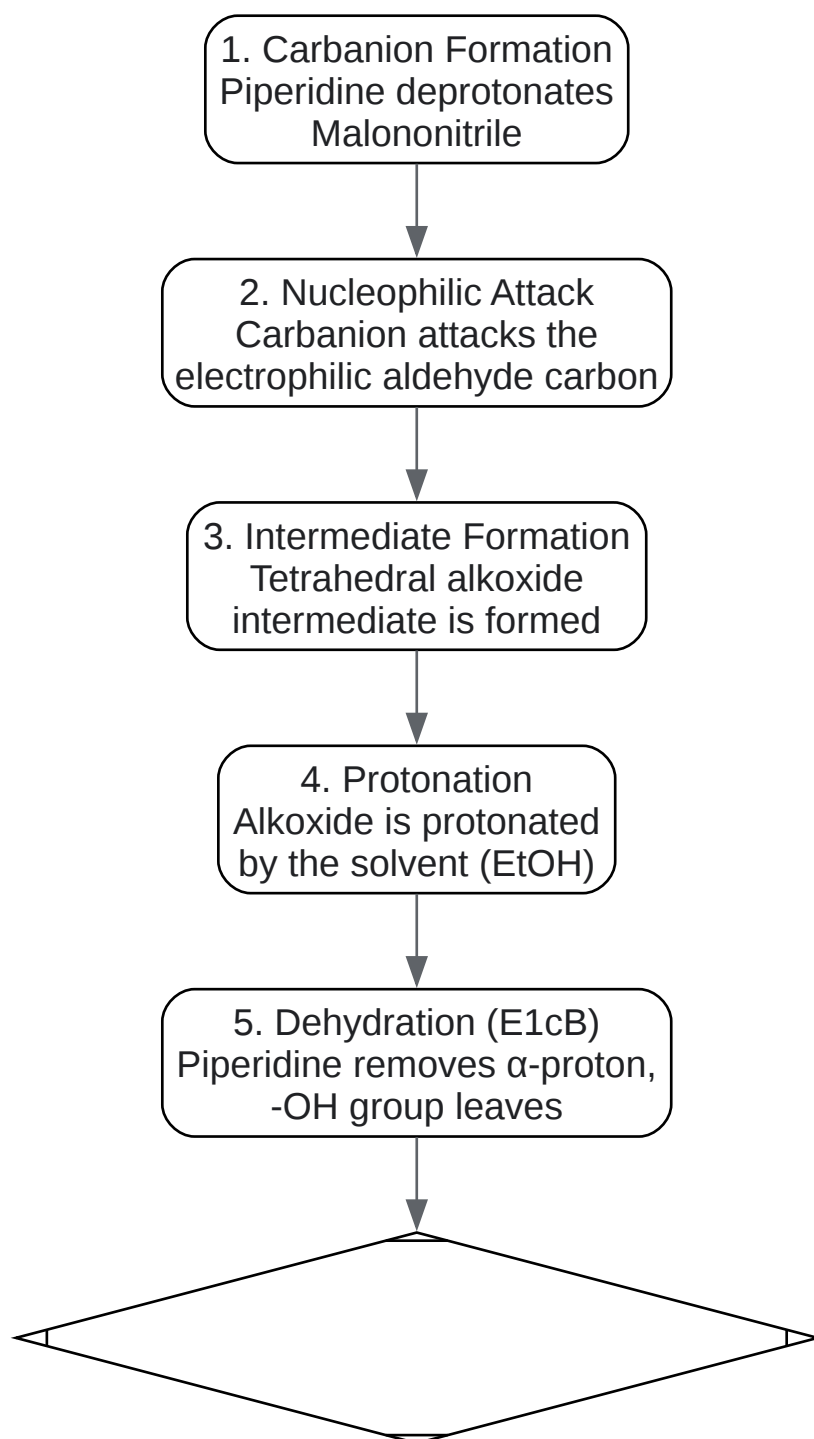 1. Carbanion Formation
Piperidine deprotonates
Malononitrile
2. Nucleophilic Attack
Carbanion attacks the
electrophilic aldehyde carbon
3. Intermediate Formation
Tetrahedral alkoxide
intermediate is formed
4. Protonation
Alkoxide is protonated
by the solvent (EtOH)
5. Dehydration (E1cB)
Piperidine removes α-proton,
-OH group leaves